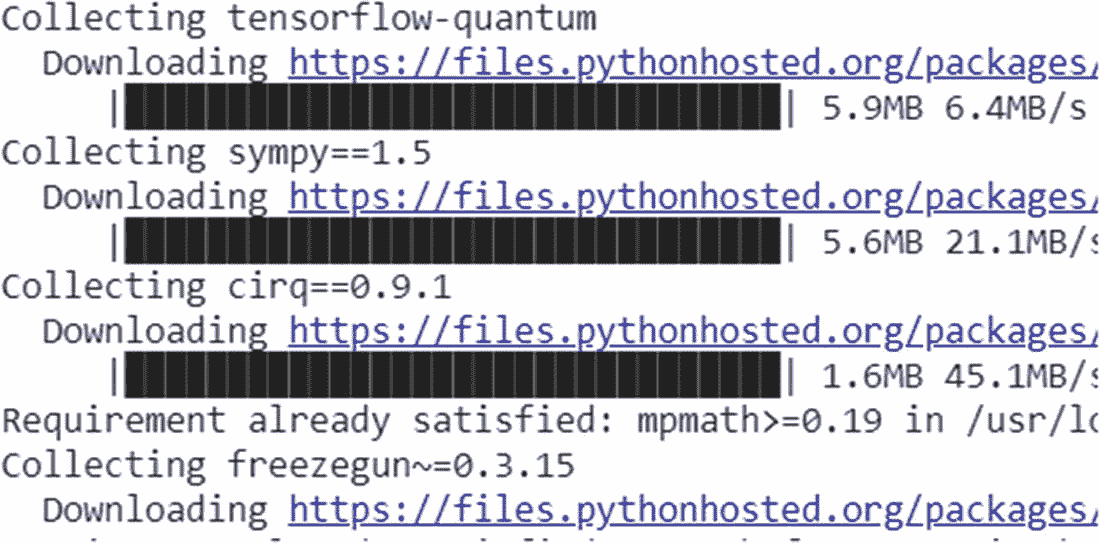 Collecting tensorflow-quantum
Downloading https://files.pythonhosted.org/packages/
|████████████████████████████████| 5.9MB 6.4MB/s
Collecting sympy==1.5
Downloading https://files.pythonhosted.org/packages/
|████████████████████████████████| 5.6MB 21.1MB/s
Collecting cirq==0.9.1
Downloading https://files.pythonhosted.org/packages/
|████████████████████████████████| 1.6MB 45.1MB/s
Requirement already satisfied: mpmath>=0.19 in /usr/lo
Collecting freezegun~=0.3.15
Downloading https://files.pythonhosted.org/packages/